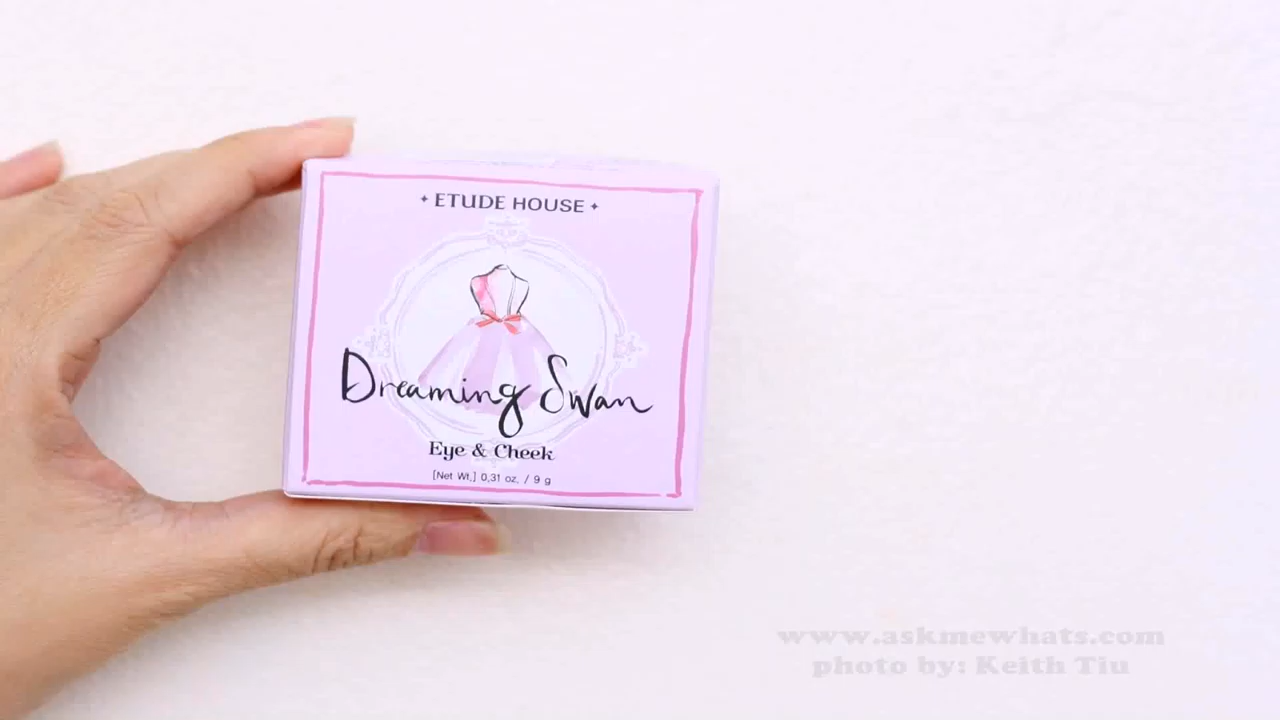 ✦ ETUDE HOUSE ✦
Dreaming Swan
Eye & Cheek
[Net Wt.] 0.31 oz. / 9 g
www.askmewhats.com
photo by: Keith Tiu